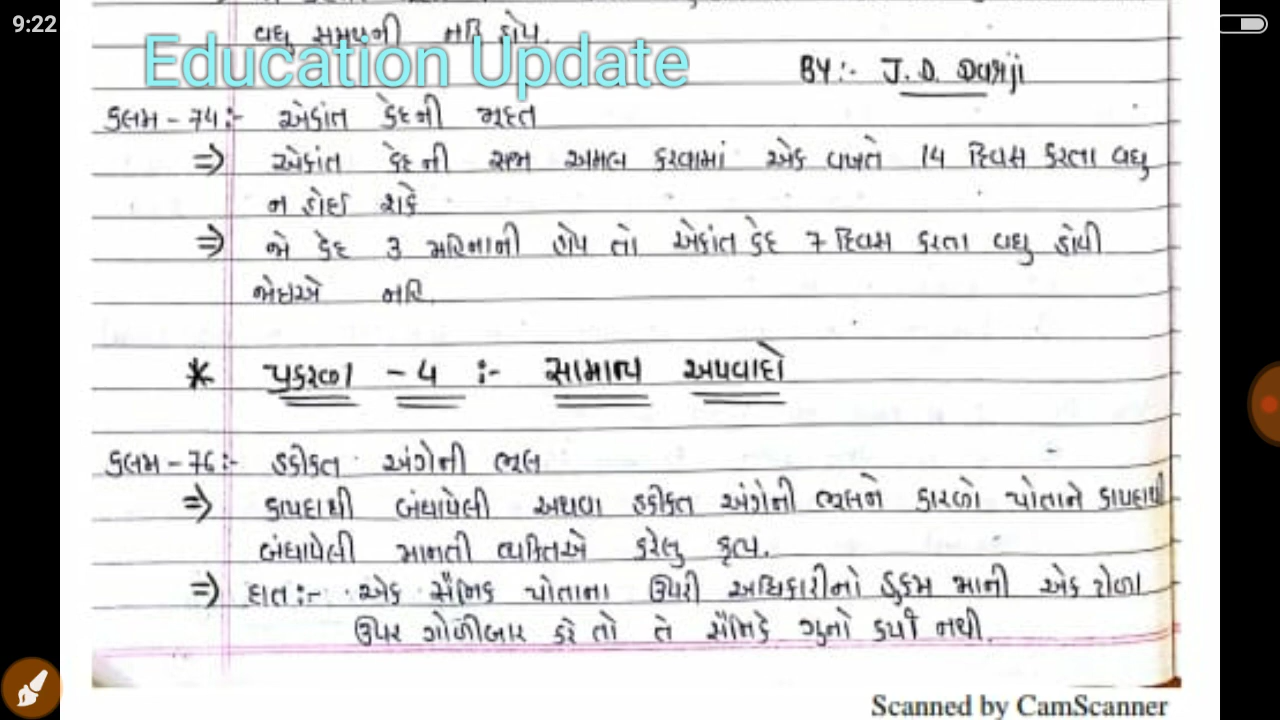 9:22
વધુ સમયની નહિ હોય.
Education Update
BY:- J. D. Darji
કલમ - 74:- એકાંત કેદની મુદત
⇒ એકાંત કેદની સજા અમલ કરવામાં એક વખતે 14 દિવસ કરતા વધુ
ન હોઈ શકે
⇒ જો કેદ 3 મહિનાની હોય તો એકાંત કેદ 7 દિવસ કરતા વધુ હોવી
જોઇએ નહિ.
* પ્રકરણ - 4 :- સામાન્ય અપવાદો
કલમ - 76:- હકીકત અંગેની ભૂલ
⇒ કાયદાથી બંધાયેલી અથવા હકીકત અંગેની ભૂલને કારણે પોતાને કાયદાથી
બંધાયેલી માનતી વ્યક્તિએ કરેલુ કૃત્ય.
⇒ દાત:- એક સૈનિક પોતાના ઉપરી અધિકારીનો હુકમ માની એક ટોળા
ઉપર ગોળીબાર કરે તો તે સૈનિકે ગુનો કર્યો નથી.
Scanned by CamScanner